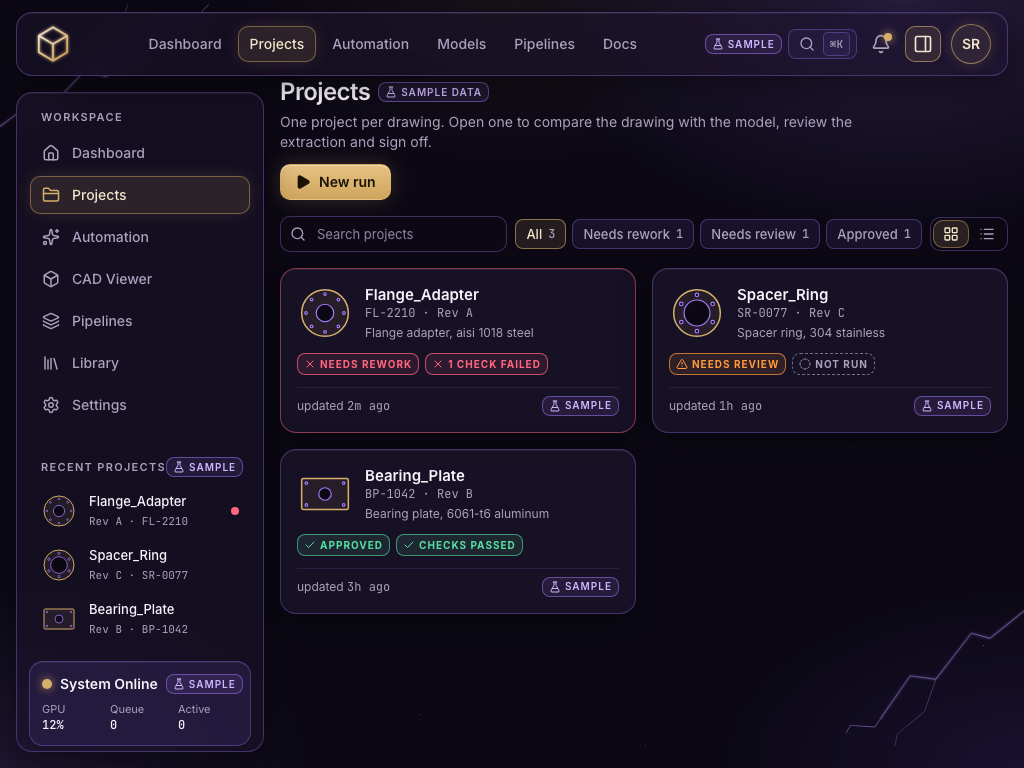 Dashboard
Projects
Automation
Models
Pipelines
Docs
SAMPLE
⌘K
SR
WORKSPACE
Dashboard
Projects
Automation
CAD Viewer
Pipelines
Library
Settings
RECENT PROJECTS SAMPLE
Flange_Adapter
Rev A · FL-2210
Spacer_Ring
Rev C · SR-0077
Bearing_Plate
Rev B · BP-1042
System Online SAMPLE
GPU Queue Active
12% 0 0
Projects SAMPLE DATA
One project per drawing. Open one to compare the drawing with the model, review the
extraction and sign off.
New run
Search projects
All 3
Needs rework 1
Needs review 1
Approved 1
Flange_Adapter
FL-2210 · Rev A
Flange adapter, aisi 1018 steel
NEEDS REWORK 1 CHECK FAILED
updated 2m ago SAMPLE
Spacer_Ring
SR-0077 · Rev C
Spacer ring, 304 stainless
NEEDS REVIEW NOT RUN
updated 1h ago SAMPLE
Bearing_Plate
BP-1042 · Rev B
Bearing plate, 6061-t6 aluminum
APPROVED CHECKS PASSED
updated 3h ago SAMPLE